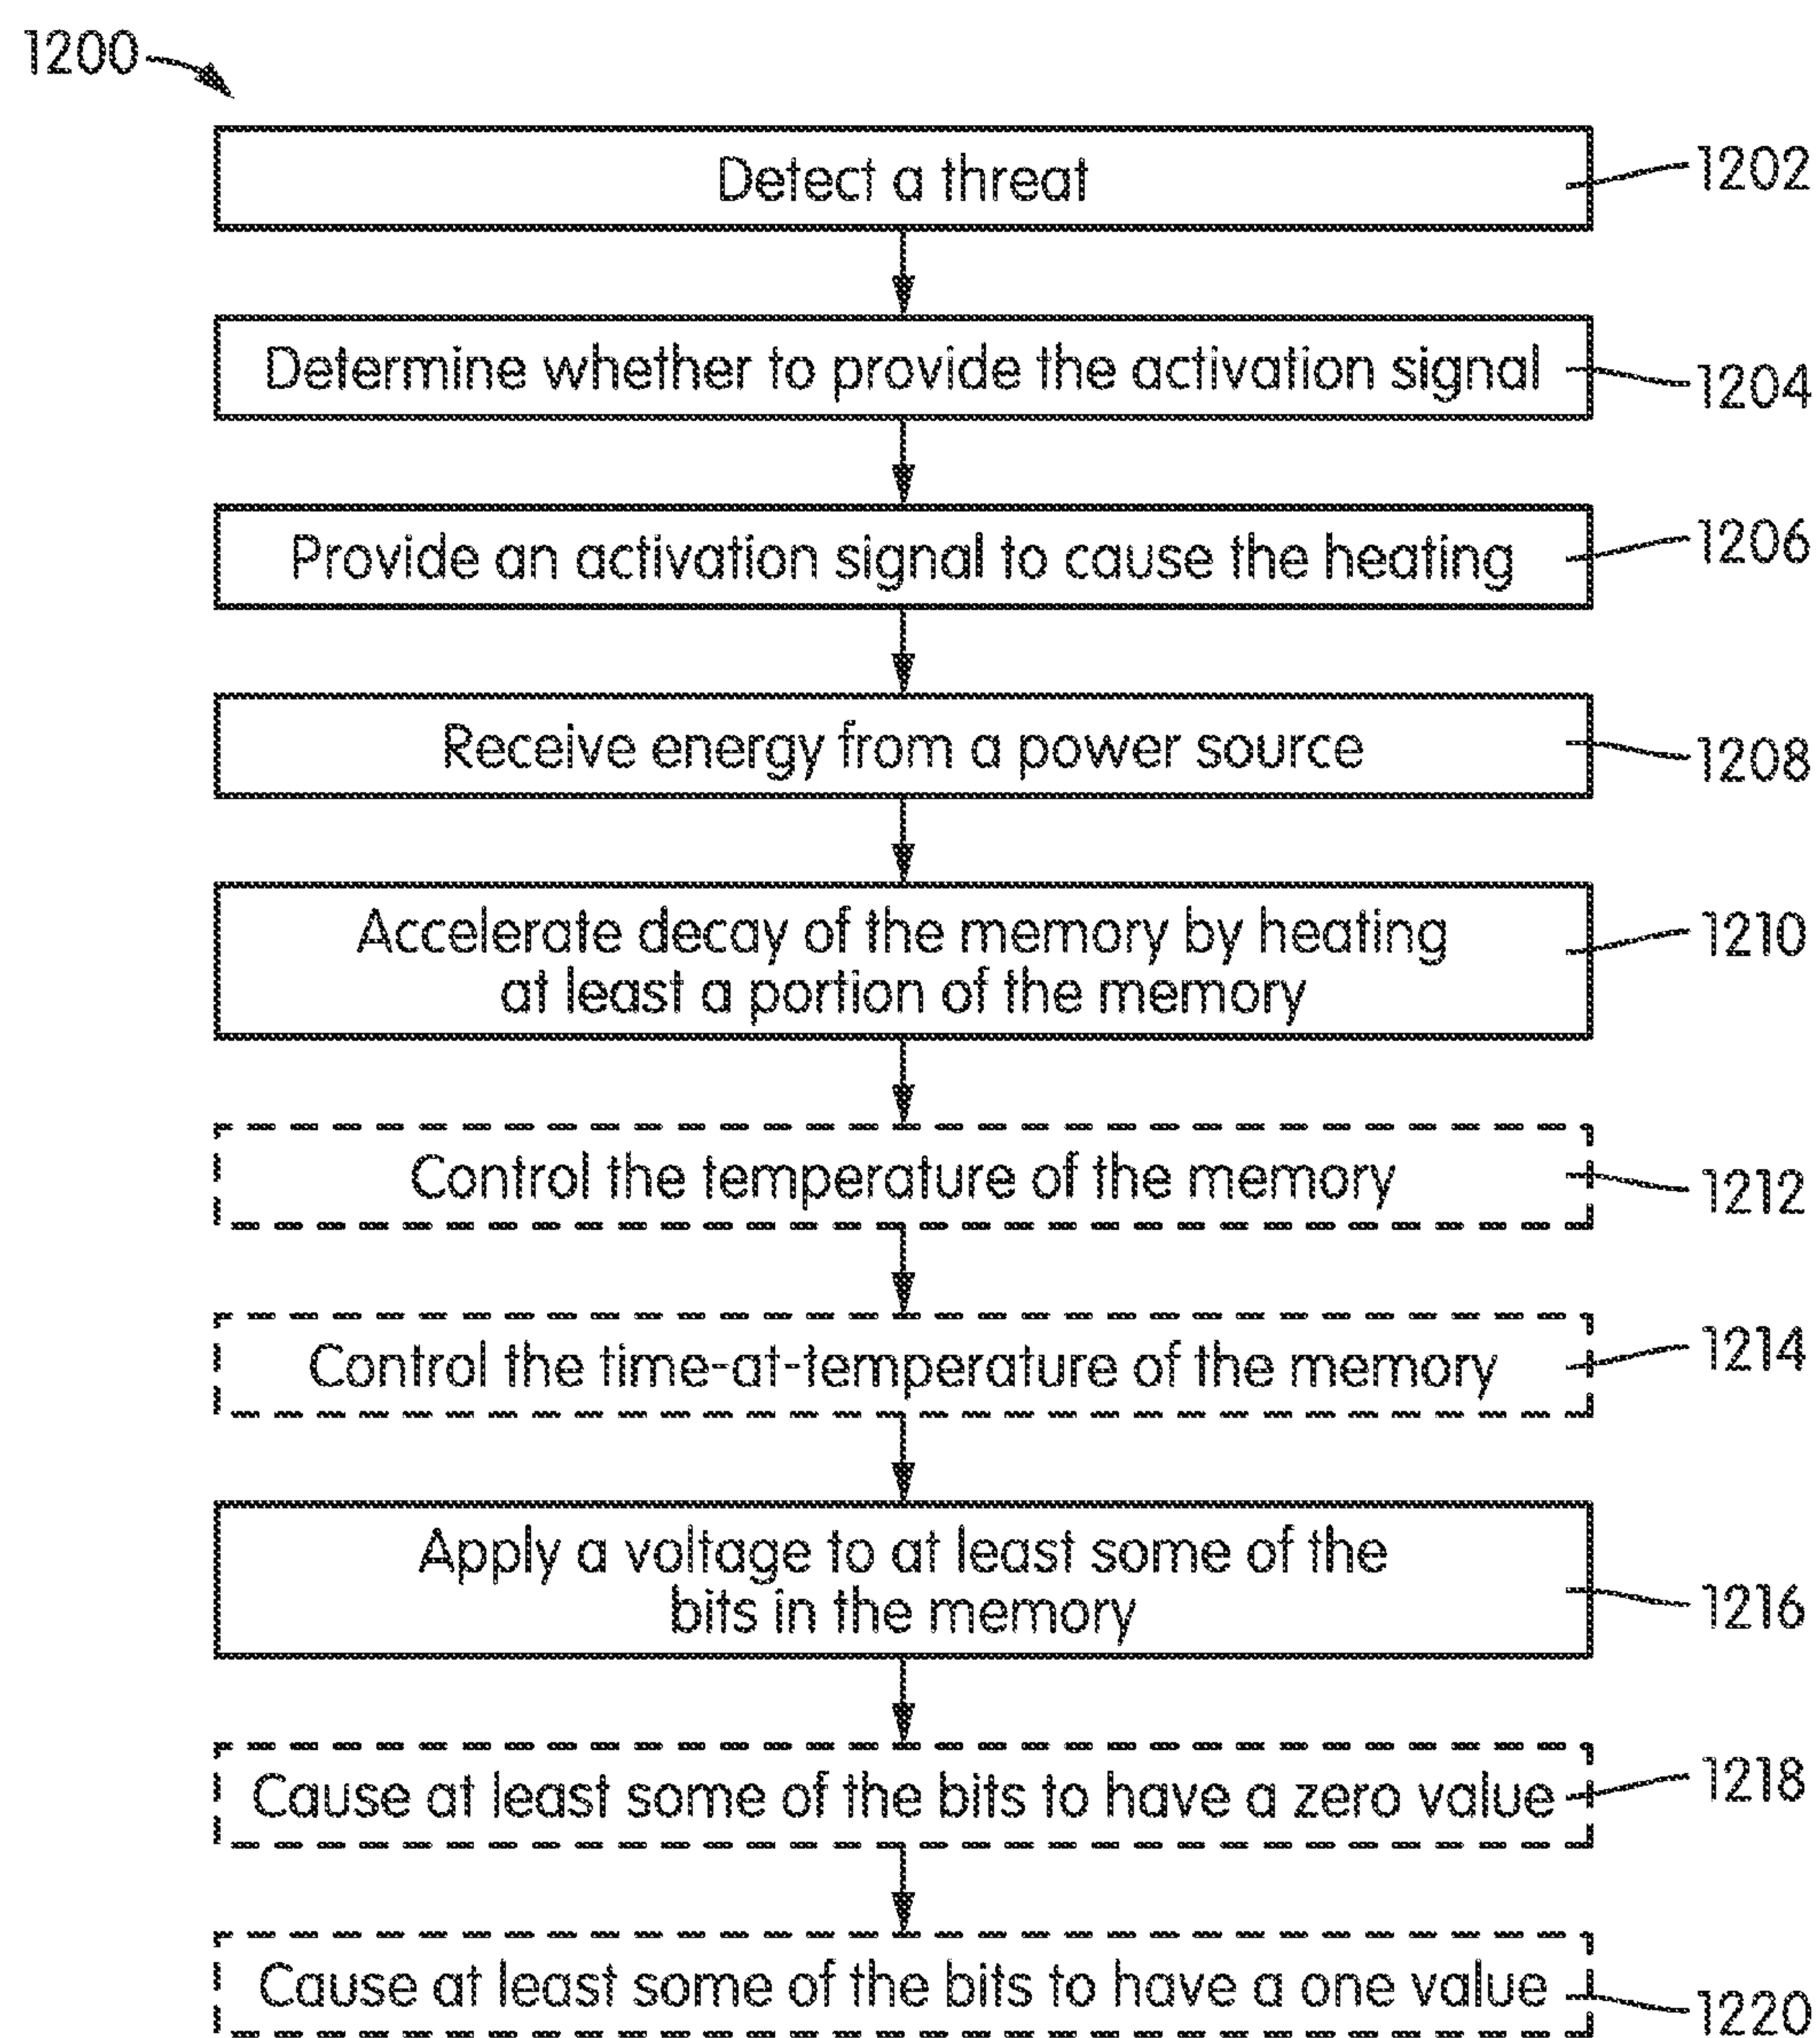 1200
Detect a threat
1202
Determine whether to provide the activation signal
1204
Provide an activation signal to cause the heating
1206
Receive energy from a power source
1208
Accelerate decay of the memory by heating
at least a portion of the memory
1210
Control the temperature of the memory
1212
Control the time-at-temperature of the memory
1214
Apply a voltage to at least some of the
bits in the memory
1216
Cause at least some of the bits to have a zero value
1218
Cause at least some of the bits to have a one value
1220